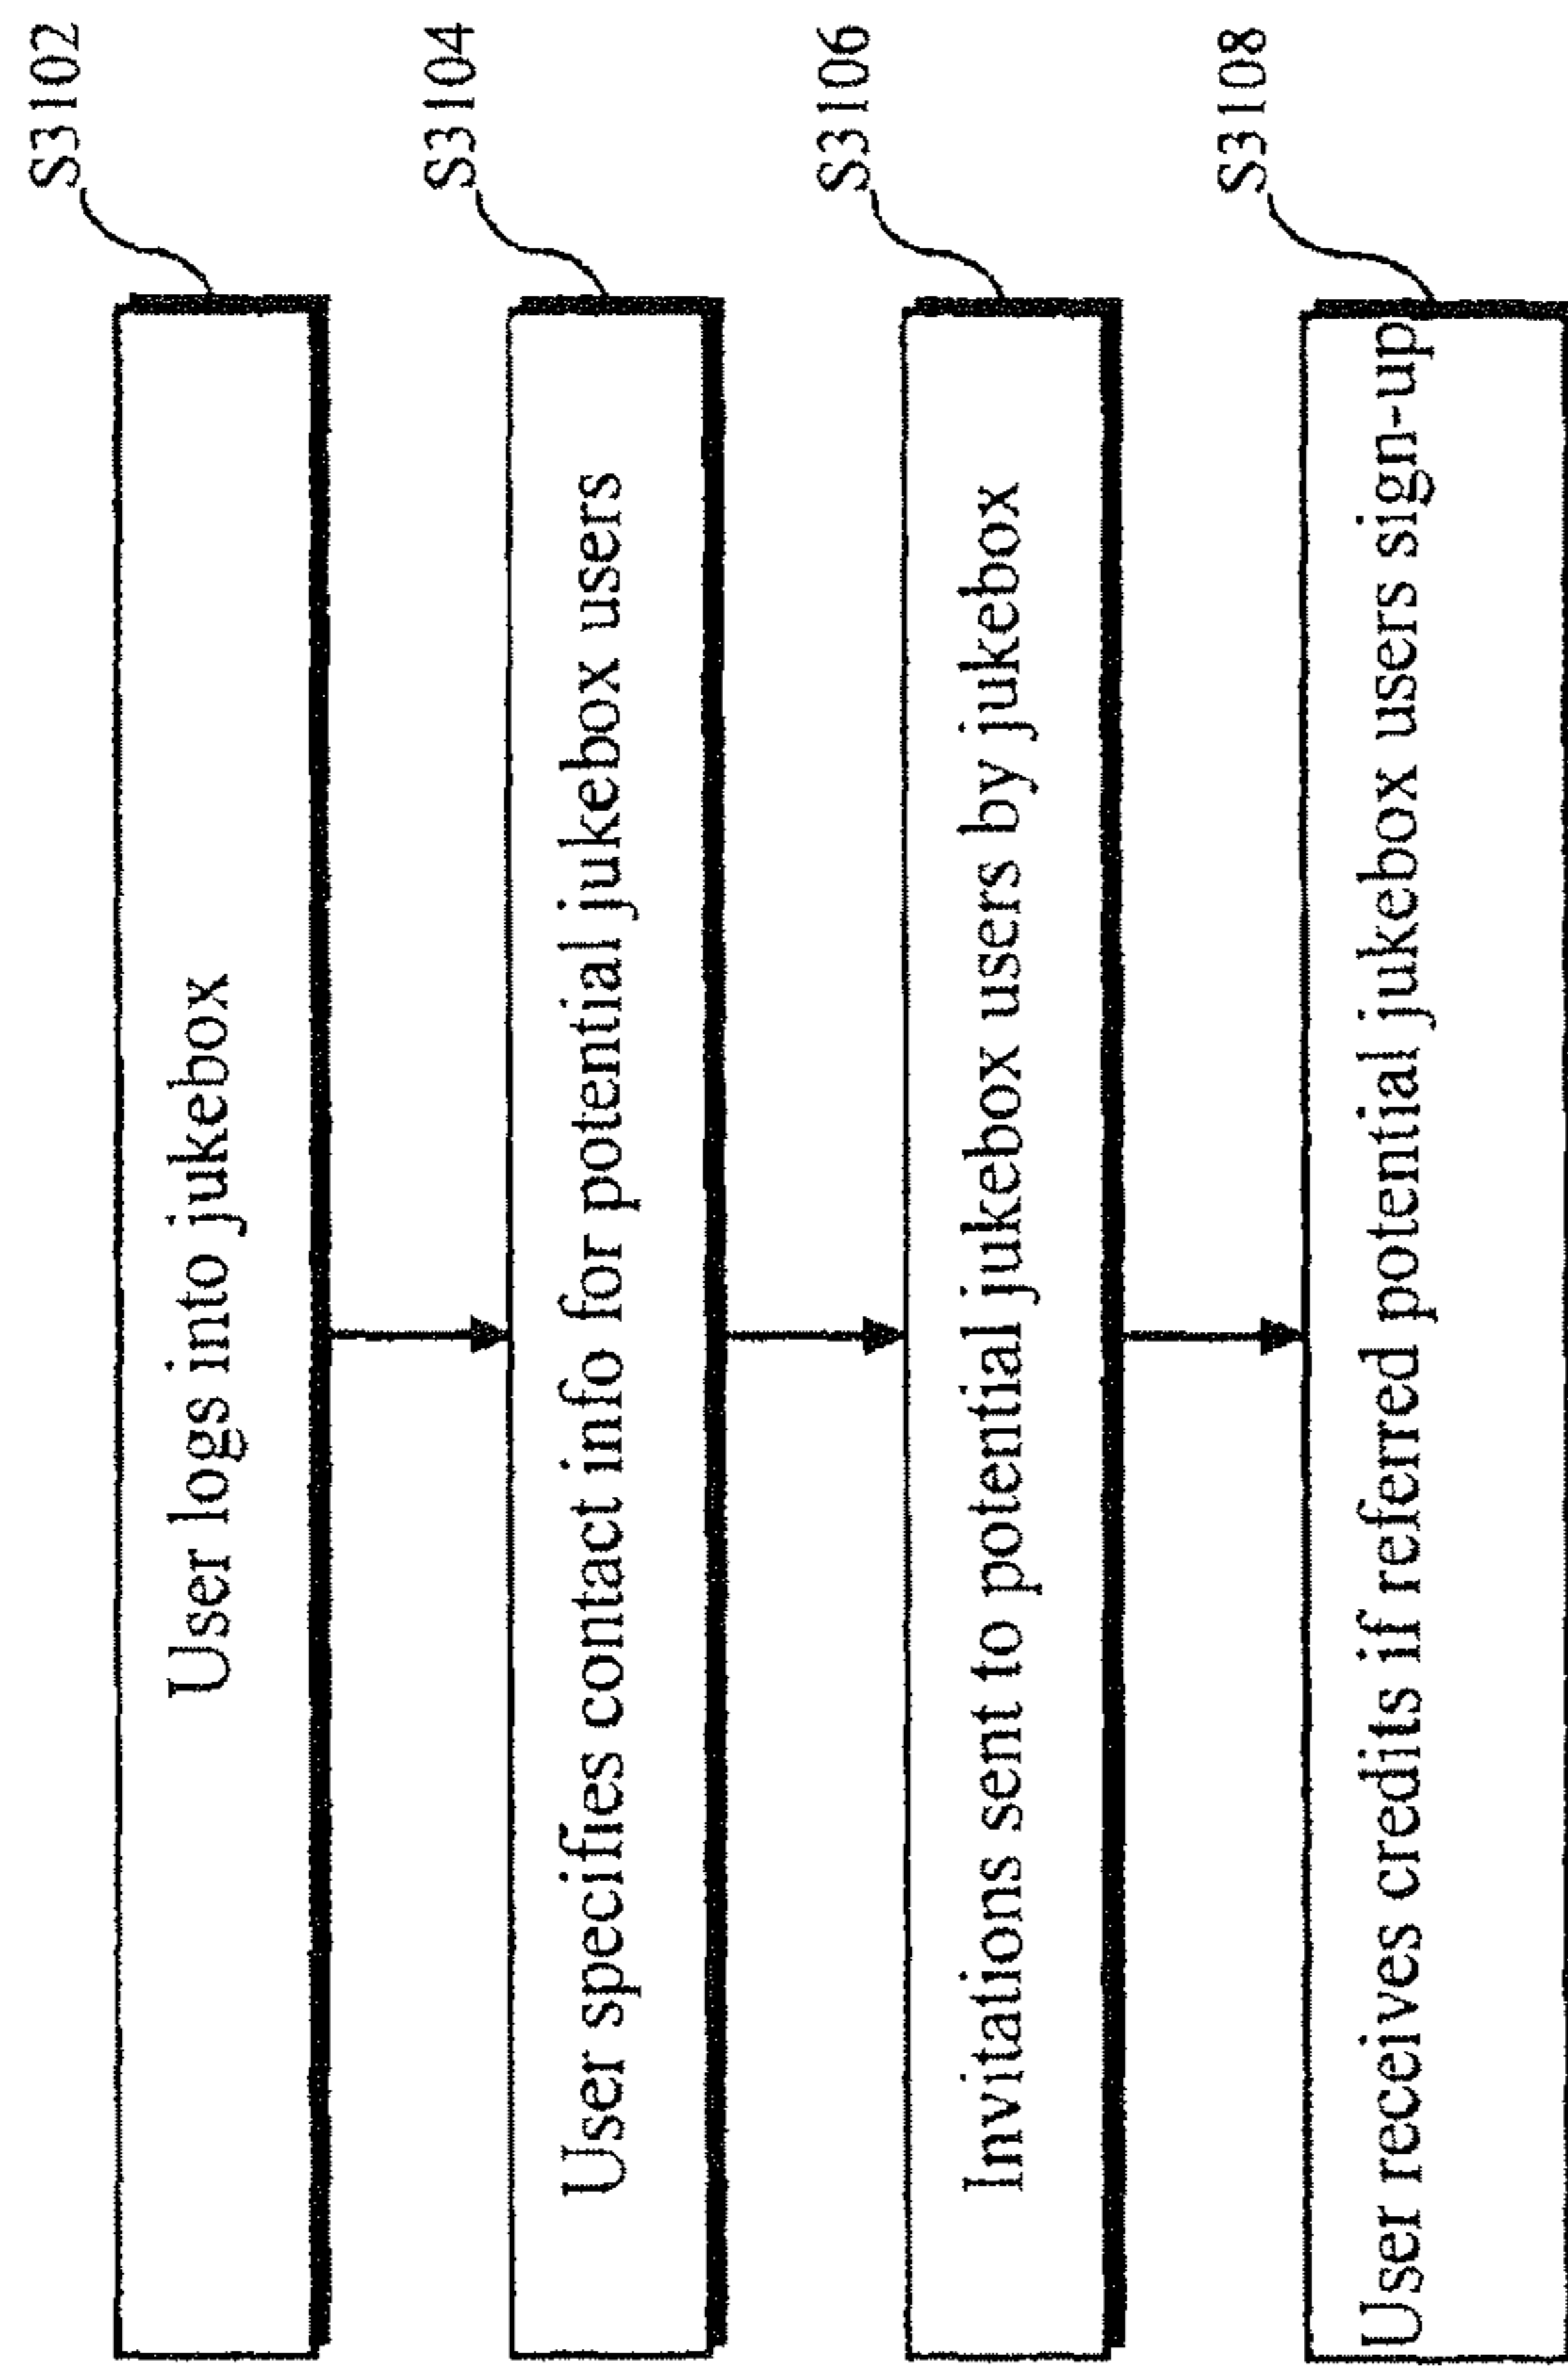 S3102
User logs into jukebox
S3104
User specifies contact info for potential jukebox users
S3106
Invitations sent to potential jukebox users by jukebox
S3108
User receives credits if referred potential jukebox users sign-up